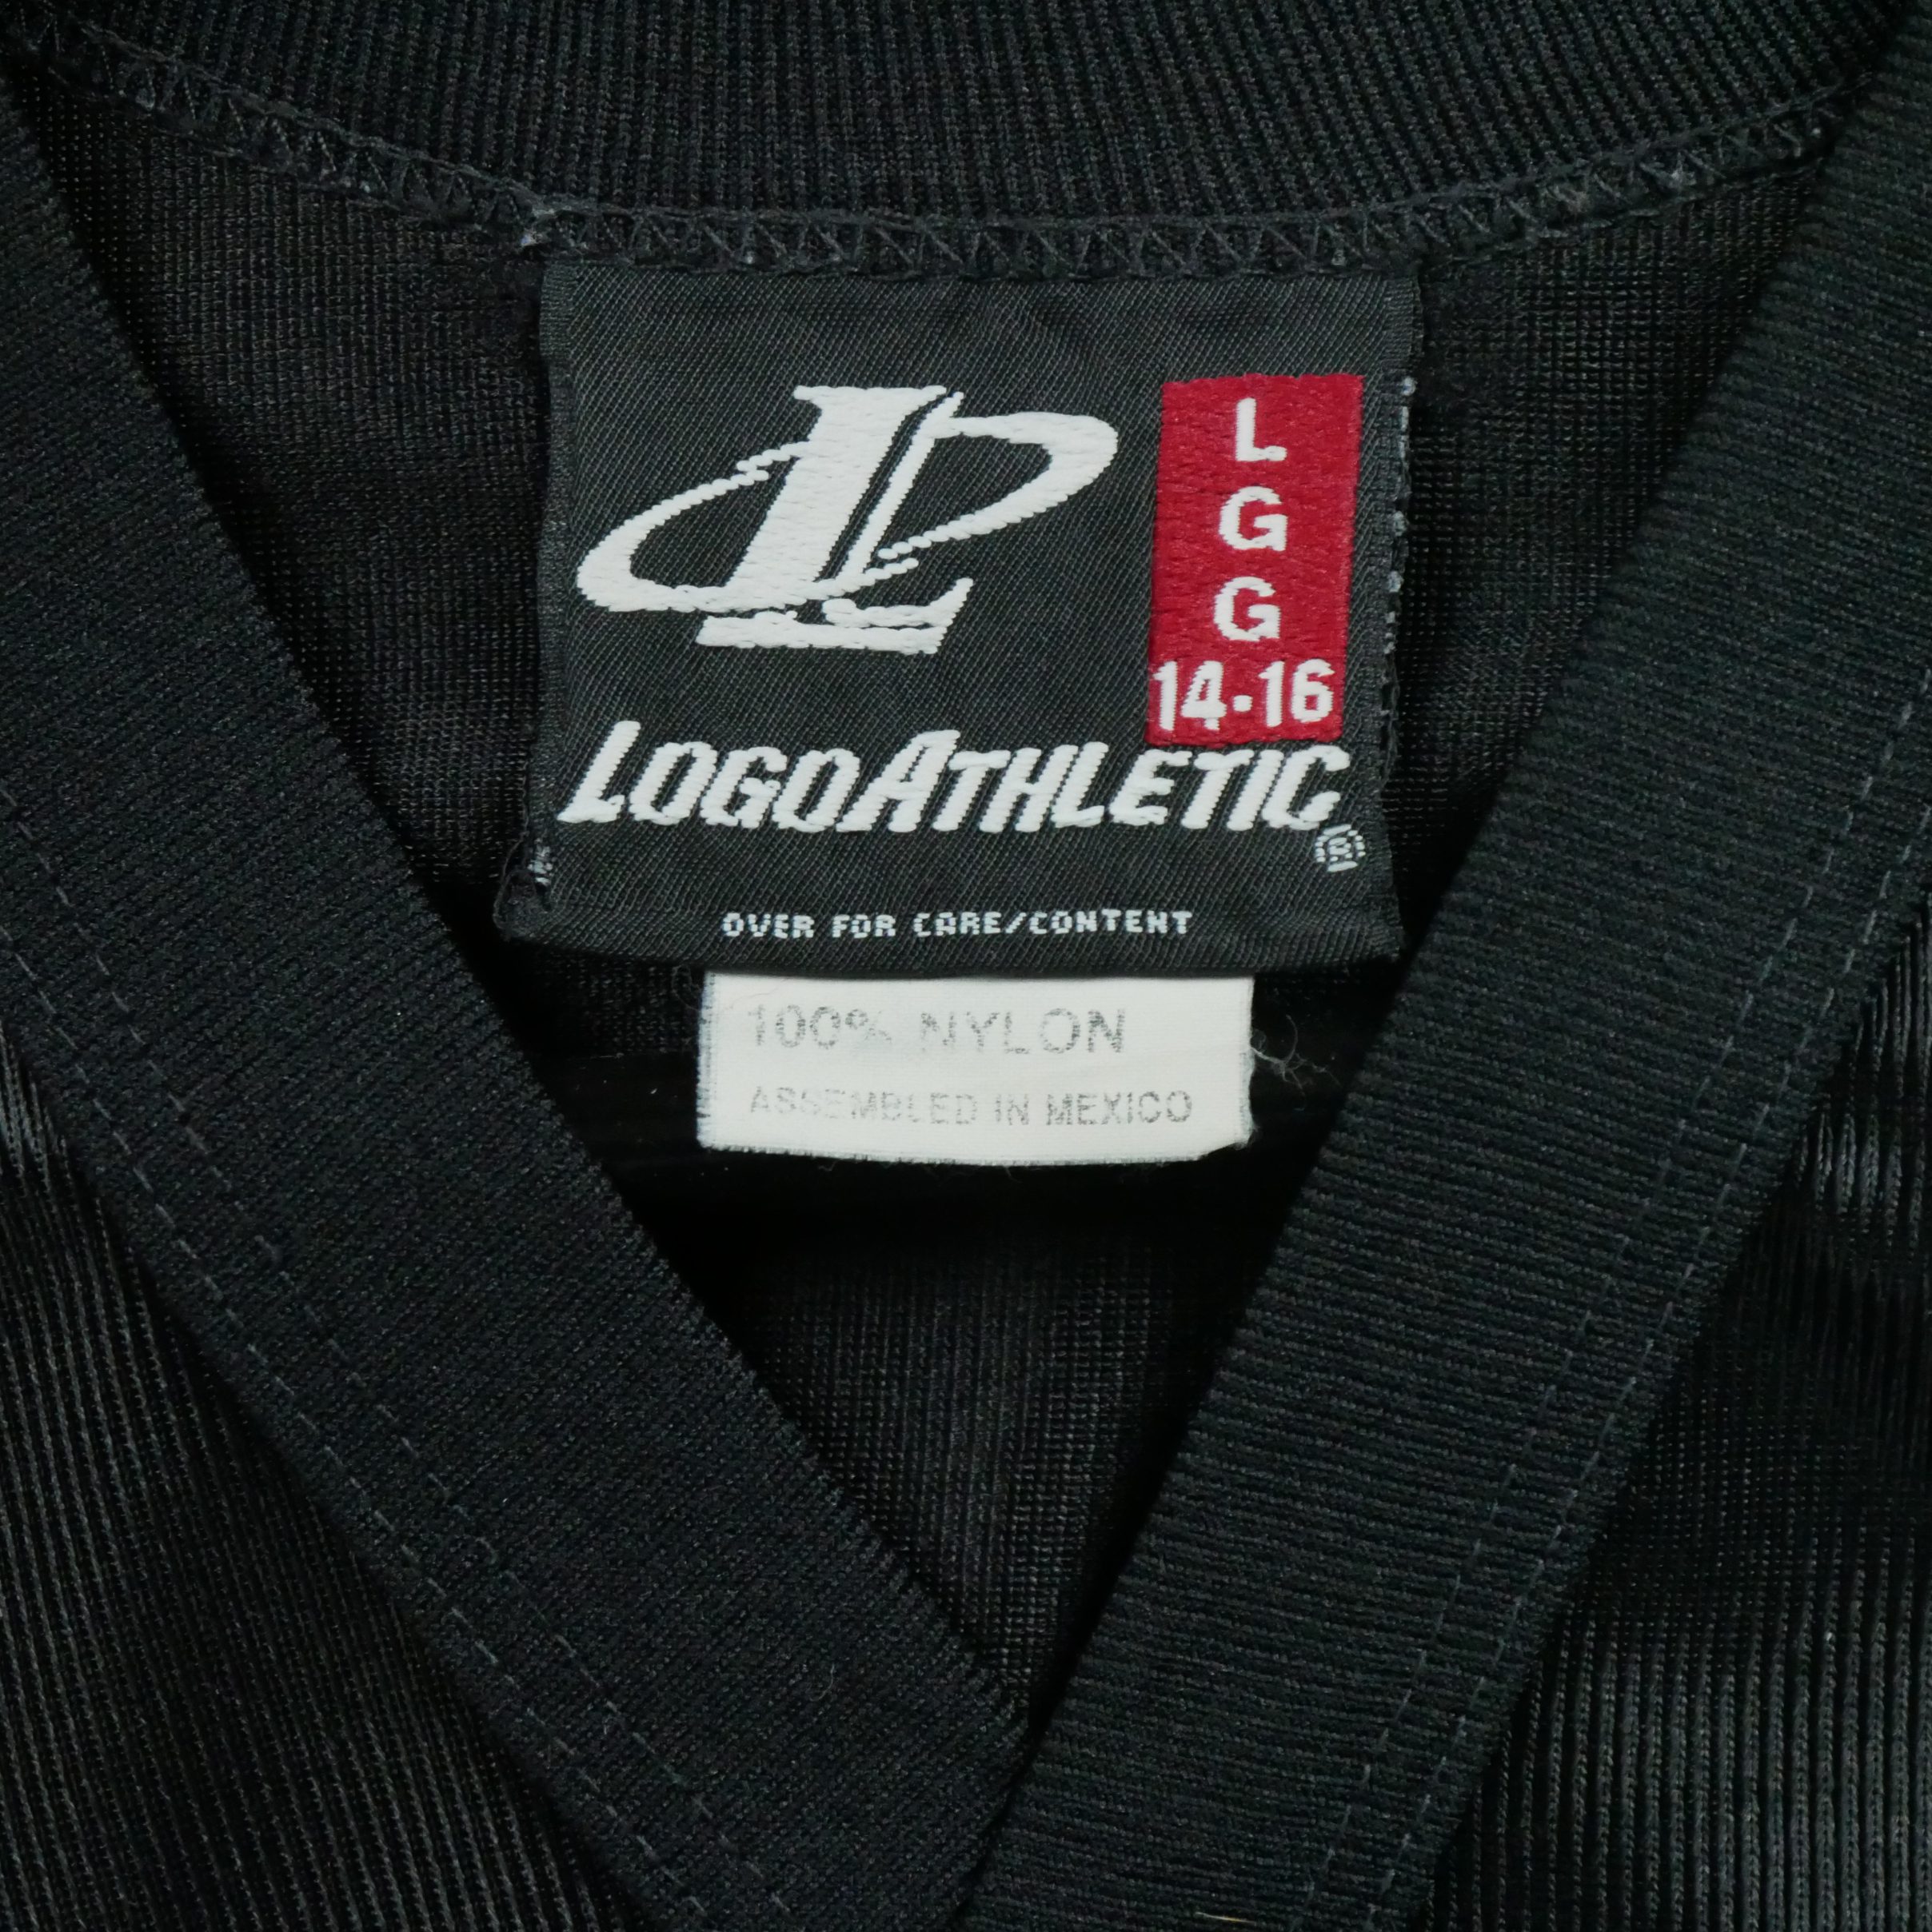 L
G
G
14-16
LOGOATHLETIC®
OVER FOR CARE/CONTENT
100% NYLON
ASSEMBLED IN MEXICO